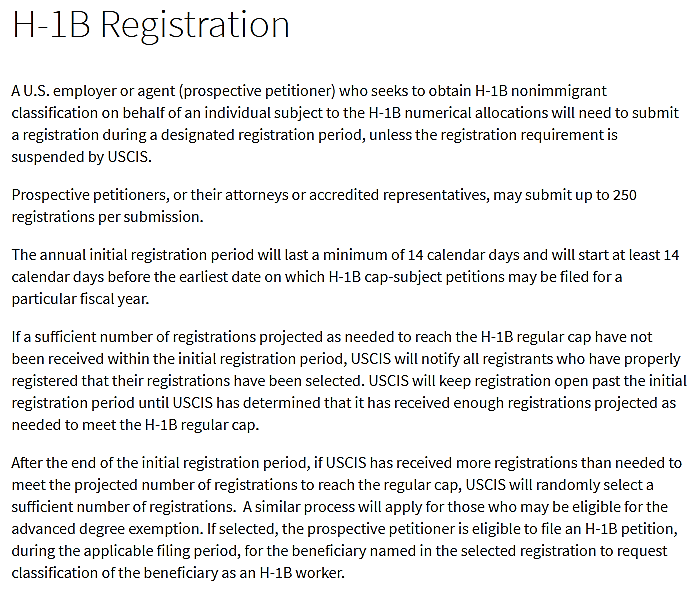 H-1B Registration
A U.S. employer or agent (prospective petitioner) who seeks to obtain H-1B nonimmigrant
classification on behalf of an individual subject to the H-1B numerical allocations will need to submit
a registration during a designated registration period, unless the registration requirement is
suspended by USCIS.
Prospective petitioners, or their attorneys or accredited representatives, may submit up to 250
registrations per submission.
The annual initial registration period will last a minimum of 14 calendar days and will start at least 14
calendar days before the earliest date on which H-1B cap-subject petitions may be filed for a
particular fiscal year.
If a sufficient number of registrations projected as needed to reach the H-1B regular cap have not
been received within the initial registration period, USCIS will notify all registrants who have properly
registered that their registrations have been selected. USCIS will keep registration open past the initial
registration period until USCIS has determined that it has received enough registrations projected as
needed to meet the H-1B regular cap.
After the end of the initial registration period, if USCIS has received more registrations than needed to
meet the projected number of registrations to reach the regular cap, USCIS will randomly select a
sufficient number of registrations.  A similar process will apply for those who may be eligible for the
advanced degree exemption. If selected, the prospective petitioner is eligible to file an H-1B petition,
during the applicable filing period, for the beneficiary named in the selected registration to request
classification of the beneficiary as an H-1B worker.